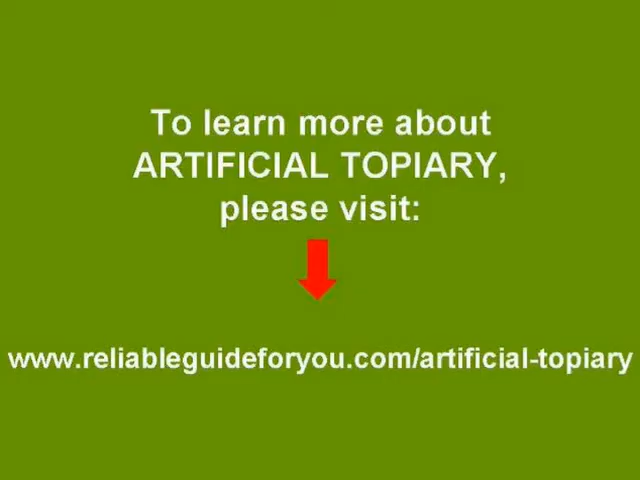 To learn more about
ARTIFICIAL TOPIARY,
please visit:
www.reliableguideforyou.com/artificial-topiary